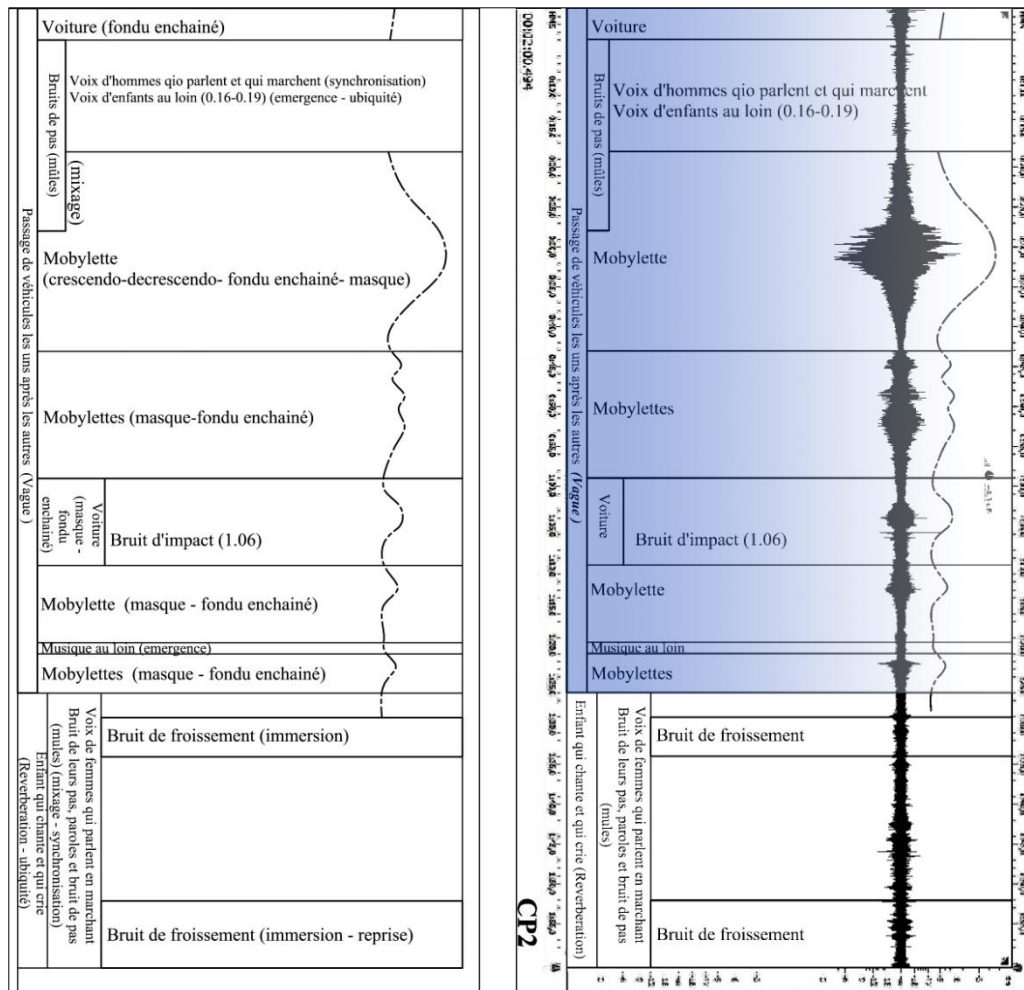 Voiture (fondu enchainé)
Bruits de pas (mûles)
Voix d'hommes qio parlent et qui marchent (synchronisation)
Voix d'enfants au loin (0.16-0.19) (emergence - ubiquité)
(mixage)
Passage de véhicules les uns après les autres (Vague )
Mobylette
(crescendo-decrescendo- fondu enchainé- masque)
Mobylettes (masque-fondu enchainé)
Voiture
(masque -
fondu
enchainé)
Bruit d'impact (1.06)
Mobylette (masque - fondu enchainé)
Musique au loin (emergence)
Mobylettes (masque - fondu enchainé)
Voix de femmes qui parlent en marchant
Bruit de leurs pas, paroles et bruit de pas
(mules) (mixage - synchronisation)
Enfant qui chante et qui crie
(Reverberation - ubiquité)
Bruit de froissement (immersion)
Bruit de froissement (immersion - reprise)
00:02:00.494
CP2
Voiture
Bruits de pas (mûles)
Voix d'hommes qio parlent et qui marchent
Voix d'enfants au loin (0.16-0.19)
Passage de véhicules les uns après les autres (Vague )
Mobylette
Mobylettes
Voiture
Bruit d'impact (1.06)
Mobylette
Musique au loin
Mobylettes
Voix de femmes qui parlent en marchant
Bruit de leurs pas, paroles et bruit de pas
(mules)
Enfant qui chante et qui crie (Reverberation)
Bruit de froissement
Bruit de froissement